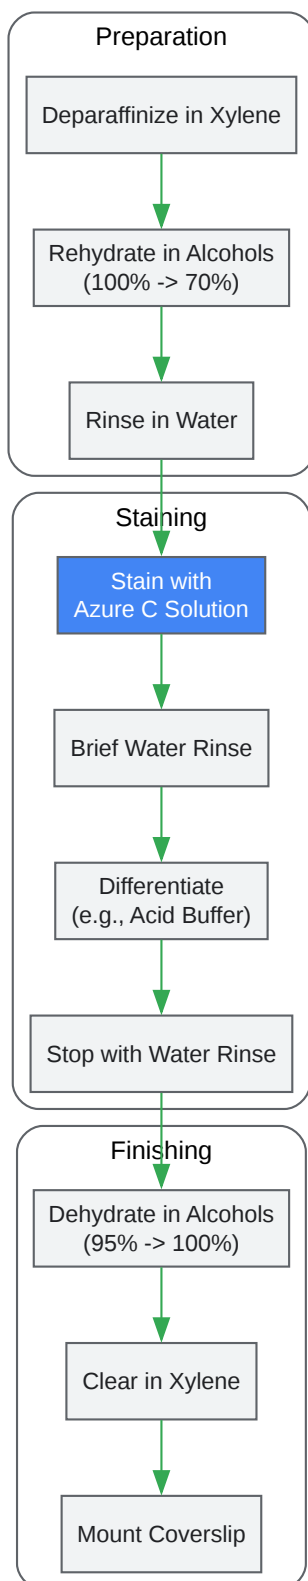 Preparation
Deparaffinize in Xylene
Rehydrate in Alcohols
(100% -> 70%)
Rinse in Water
Staining
Stain with
Azure C Solution
Brief Water Rinse
Differentiate
(e.g., Acid Buffer)
Stop with Water Rinse
Finishing
Dehydrate in Alcohols
(95% -> 100%)
Clear in Xylene
Mount Coverslip